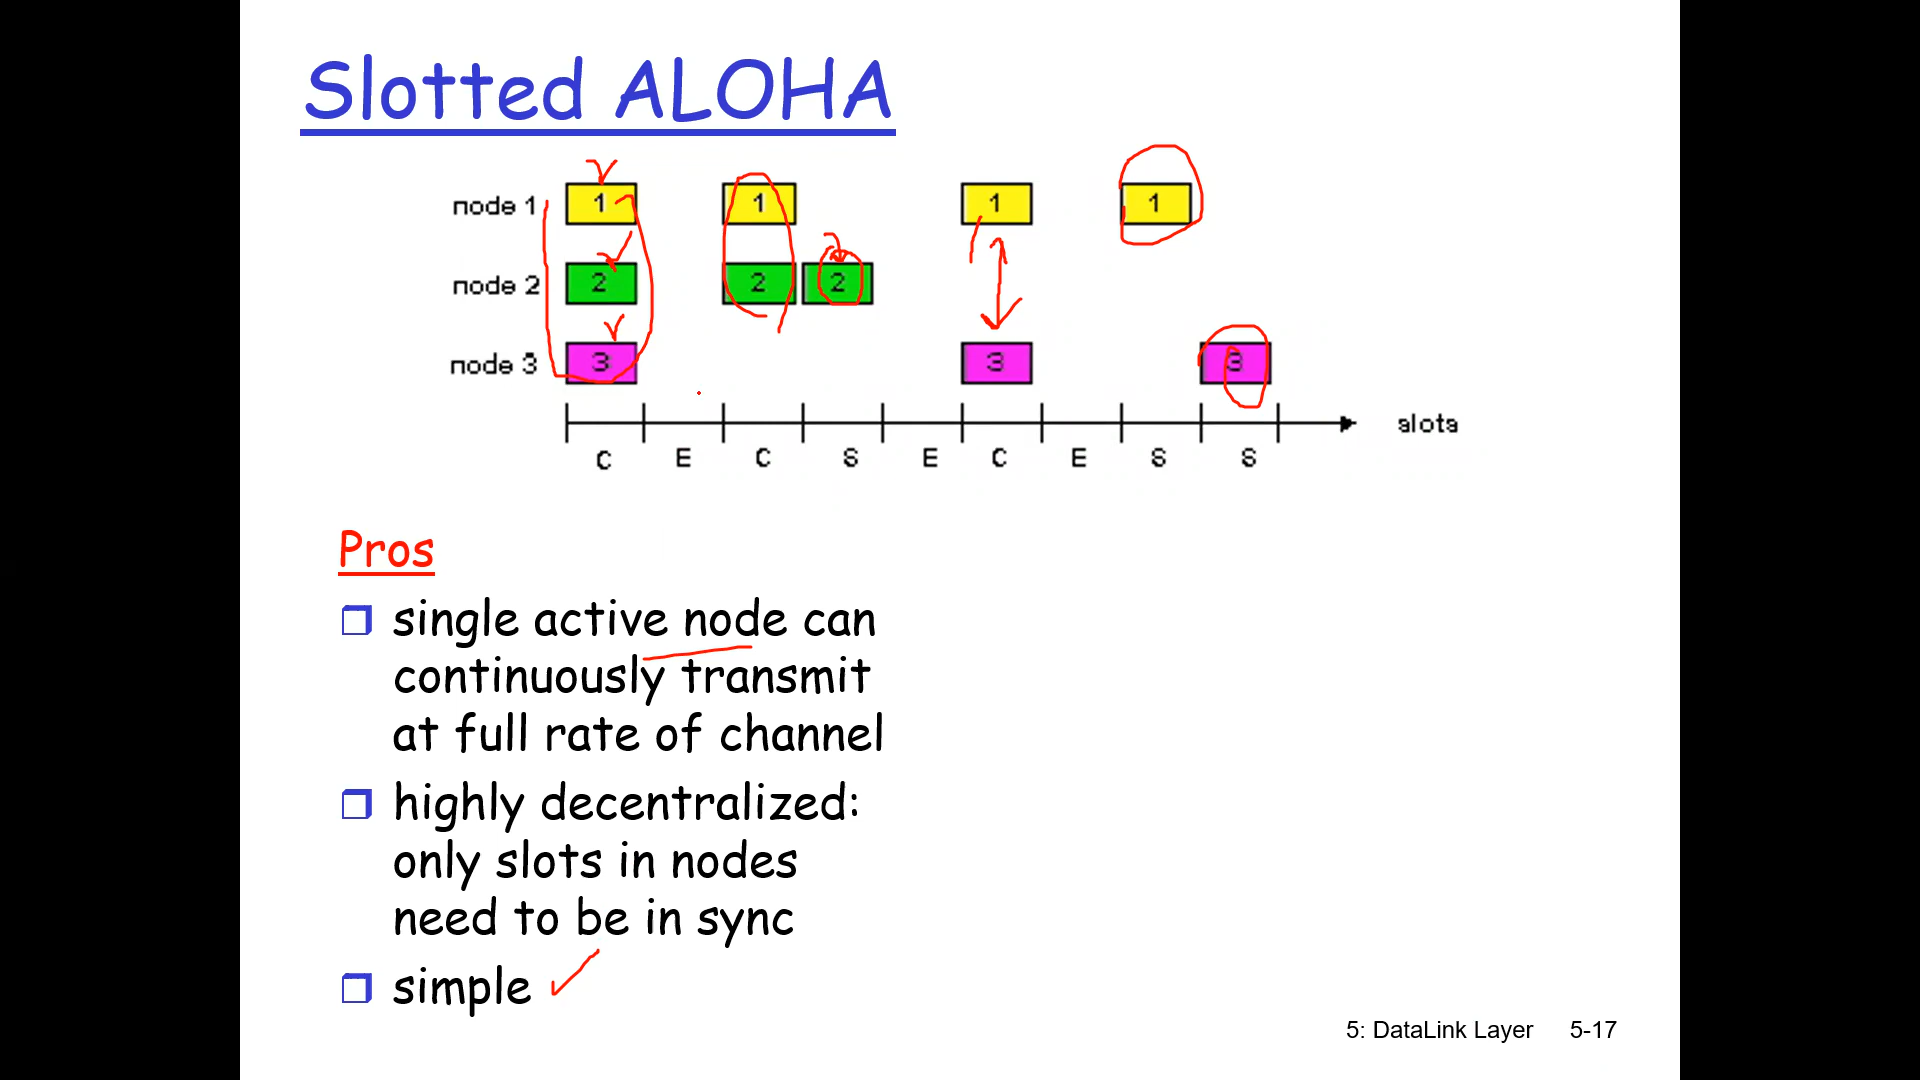 Slotted ALOHA
node 1 1 1 1 1
node 2 2 2 2
node 3 3 3 3
slots
C E C S E C E S S
Pros
single active node can
continuously transmit
at full rate of channel
highly decentralized:
only slots in nodes
need to be in sync
simple
5: DataLink Layer 5-17